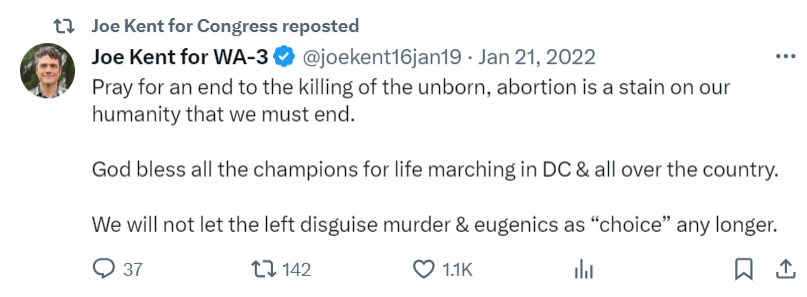 Joe Kent for Congress reposted
Joe Kent for WA-3 @joekent16jan19 · Jan 21, 2022
Pray for an end to the killing of the unborn, abortion is a stain on our
humanity that we must end.
God bless all the champions for life marching in DC & all over the country.
We will not let the left disguise murder & eugenics as “choice” any longer.
37 142 1.1K